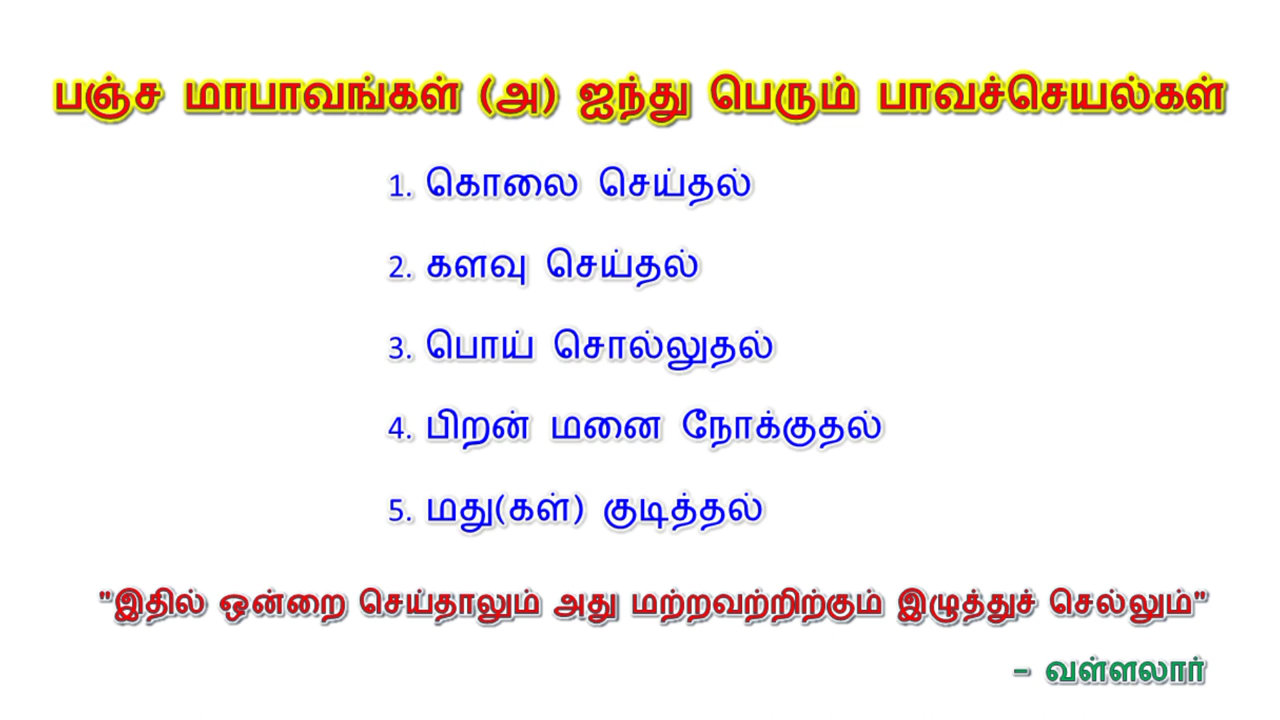 பஞ்ச மாபாவங்கள் (அ) ஐந்து பெரும் பாவச்செயல்கள்
1. கொலை செய்தல்
2. களவு செய்தல்
3. பொய் சொல்லுதல்
4. பிறன் மனை நோக்குதல்
5. மது(கள்) குடித்தல்
"இதில் ஒன்றை செய்தாலும் அது மற்றவற்றிற்கும் இழுத்துச் செல்லும்"
- வள்ளலார்